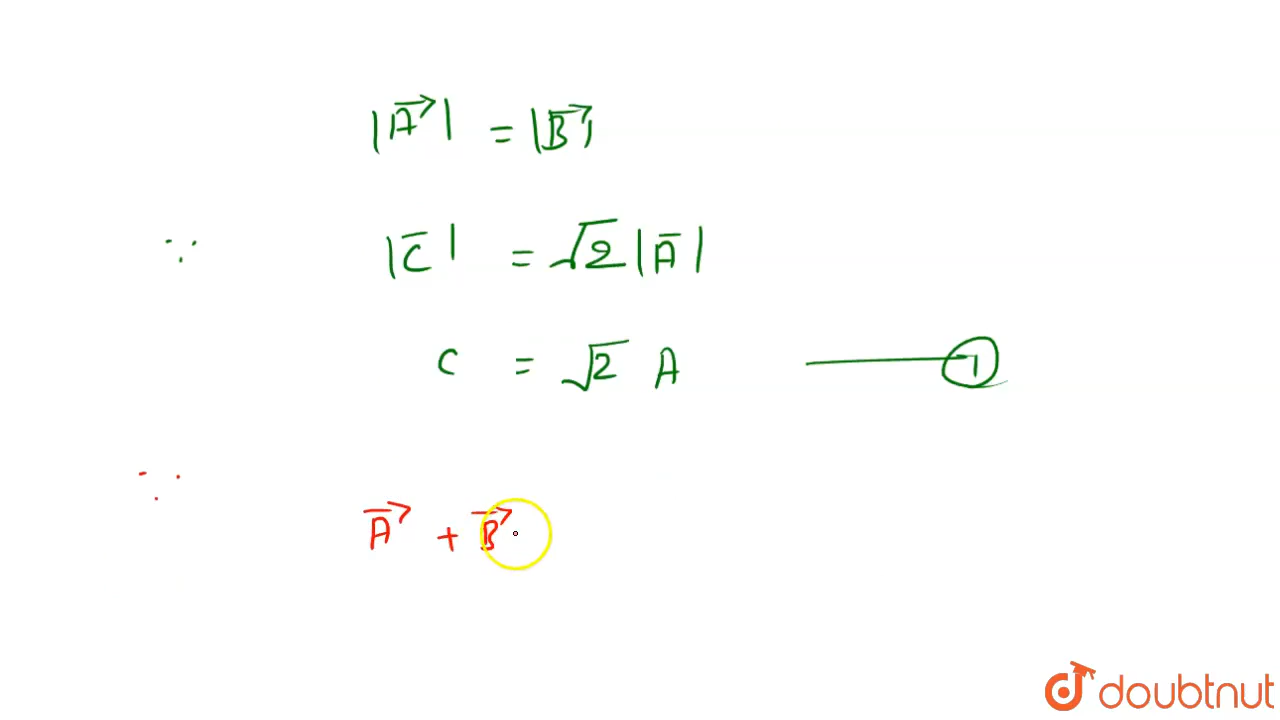 |A⃗| = |B⃗|
∵ |C̅| = √2 |A̅|
C = √2 A ——— ①
∵
A⃗ + B⃗
doubtnut